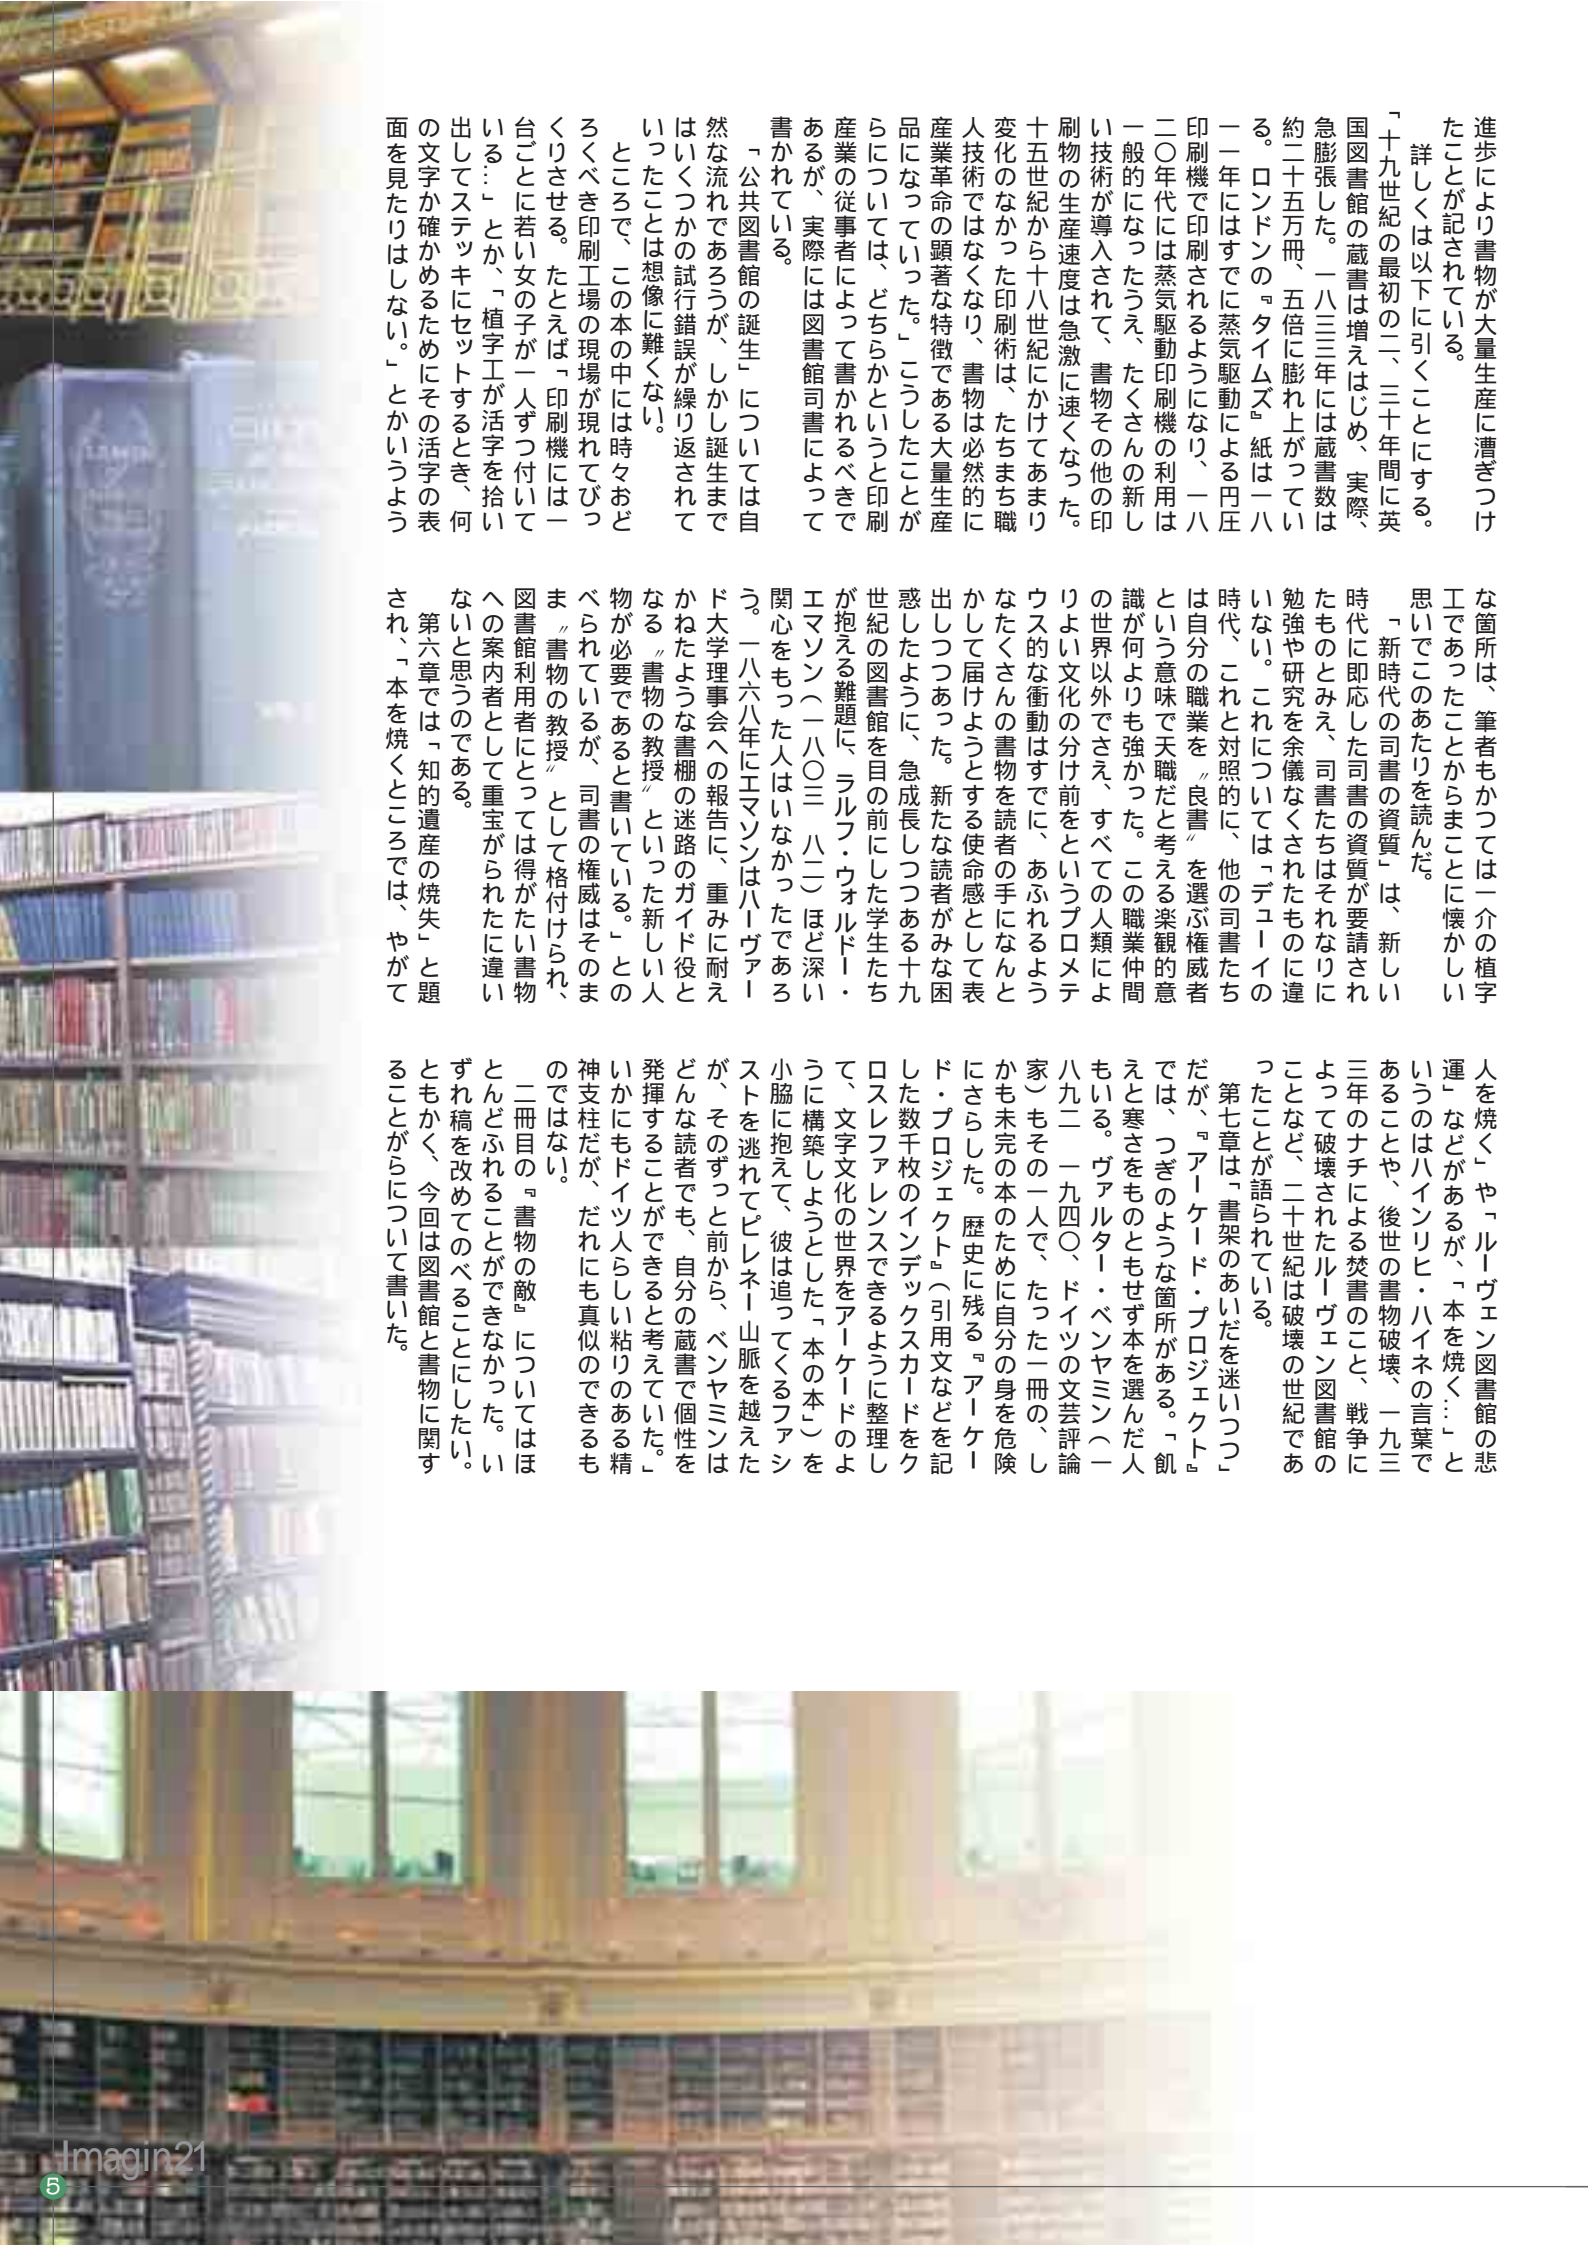 進歩により書物が大量生産に漕ぎつけ
たことが記されている。
　詳しくは以下に引くことにする。
「十九世紀の最初の二、三十年間に英
国図書館の蔵書は増えはじめ、実際、
急膨張した。一八三三年には蔵書数は
約二十五万冊、五倍に膨れ上がってい
る。ロンドンの『タイムズ』紙は一八
一一年にはすでに蒸気駆動による円圧
印刷機で印刷されるようになり、一八
二〇年代には蒸気駆動印刷機の利用は
一般的になったうえ、たくさんの新し
い技術が導入されて、書物その他の印
刷物の生産速度は急激に速くなった。
十五世紀から十八世紀にかけてあまり
変化のなかった印刷術は、たちまち職
人技術ではなくなり、書物は必然的に
産業革命の顕著な特徴である大量生産
品になっていった。」こうしたことが
らについては、どちらかというと印刷
産業の従事者によって書かれるべきで
あるが、実際には図書館司書によって
書かれている。
　「公共図書館の誕生」については自
然な流れであろうが、しかし誕生まで
はいくつかの試行錯誤が繰り返されて
いったことは想像に難くない。
　ところで、この本の中には時々おど
ろくべき印刷工場の現場が現れてびっ
くりさせる。たとえば「印刷機には一
台ごとに若い女の子が一人ずつ付いて
いる…」とか、「植字工が活字を拾い
出してステッキにセットするとき、何
の文字か確かめるためにその活字の表
面を見たりはしない。」とかいうよう
な箇所は、筆者もかつては一介の植字
工であったことからまことに懐かしい
思いでこのあたりを読んだ。
　「新時代の司書の資質」は、新しい
時代に即応した司書の資質が要請され
たものとみえ、司書たちはそれなりに
勉強や研究を余儀なくされたものに違
いない。これについては「デューイの
時代、これと対照的に、他の司書たち
は自分の職業を〝良書〟を選ぶ権威者
という意味で天職だと考える楽観的意
識が何よりも強かった。この職業仲間
の世界以外でさえ、すべての人類によ
りよい文化の分け前をというプロメテ
ウス的な衝動はすでに、あふれるよう
なたくさんの書物を読者の手になんと
かして届けようとする使命感として表
出しつつあった。新たな読者がみな困
惑したように、急成長しつつある十九
世紀の図書館を目の前にした学生たち
が抱える難題に、ラルフ・ウォルドー・
エマソン（一八〇三　八二）ほど深い
関心をもった人はいなかったであろ
う。一八六八年にエマソンはハーヴァー
ド大学理事会への報告に、重みに耐え
かねたような書棚の迷路のガイド役と
なる〝書物の教授〟といった新しい人
物が必要であると書いている。」との
べられているが、司書の権威はそのま
ま〝書物の教授〟として格付けられ、
図書館利用者にとっては得がたい書物
への案内者として重宝がられたに違い
ないと思うのである。
　第六章では「知的遺産の焼失」と題
され、「本を焼くところでは、やがて
人を焼く」や「ルーヴェン図書館の悲
運」などがあるが、「本を焼く…」と
いうのはハインリヒ・ハイネの言葉で
あることや、後世の書物破壊、一九三
三年のナチによる焚書のこと、戦争に
よって破壊されたルーヴェン図書館の
ことなど、二十世紀は破壊の世紀であ
ったことが語られている。
　第七章は「書架のあいだを迷いつつ」
だが、『アーケード・プロジェクト』
では、つぎのような箇所がある。「飢
えと寒さをものともせず本を選んだ人
もいる。ヴァルター・ベンヤミン（一
八九二　一九四〇、ドイツの文芸評論
家）もその一人で、たった一冊の、し
かも未完の本のために自分の身を危険
にさらした。歴史に残る『アーケー
ド・プロジェクト』（引用文などを記
した数千枚のインデックスカードをク
ロスレファレンスできるように整理し
て、文字文化の世界をアーケードのよ
うに構築しようとした「本の本」）を
小脇に抱えて、彼は追ってくるファシ
ストを逃れてピレネー山脈を越えた
が、そのずっと前から、ベンヤミンは
どんな読者でも、自分の蔵書で個性を
発揮することができると考えていた。」
いかにもドイツ人らしい粘りのある精
神支柱だが、だれにも真似のできるも
のではない。
　二冊目の『書物の敵』についてはほ
とんどふれることができなかった。い
ずれ稿を改めてのべることにしたい。
ともかく、今回は図書館と書物に関す
ることがらについて書いた。
Imagin21
5